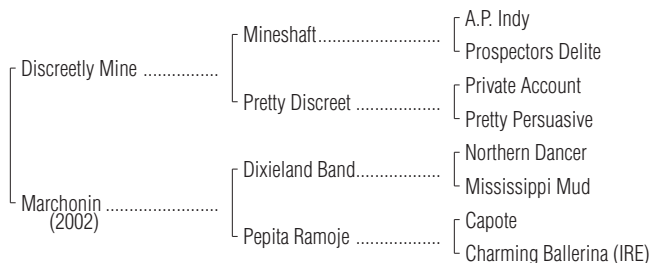 A.P. Indy
Mineshaft..........................
Prospectors Delite
Discreetly Mine ................
Private Account
Pretty Discreet ..................
Pretty Persuasive
Northern Dancer
Dixieland Band..................
Mississippi Mud
Marchonin ........................
(2002)
Capote
Pepita Ramoje ..................
Charming Ballerina (IRE)